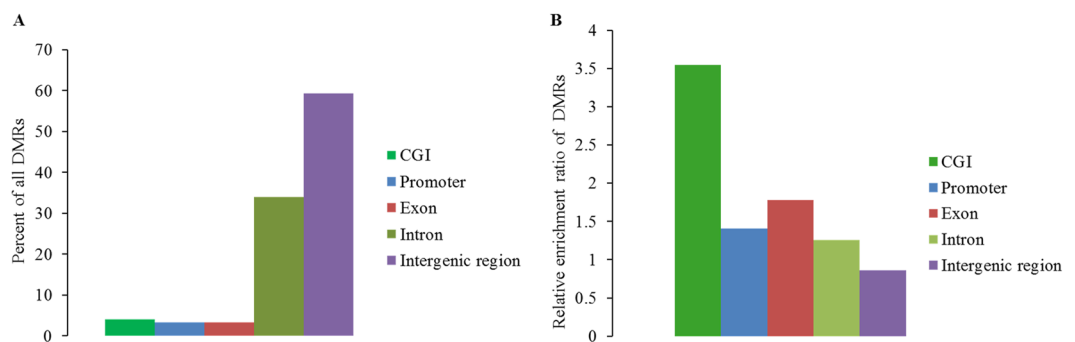 A
Percent of all DMRs
70
60
50
40
30
20
10
0
CGI
Promoter
Exon
Intron
Intergenic region
B
Relative enrichment ratio of DMRs
4
3.5
3
2.5
2
1.5
1
0.5
0
CGI
Promoter
Exon
Intron
Intergenic region